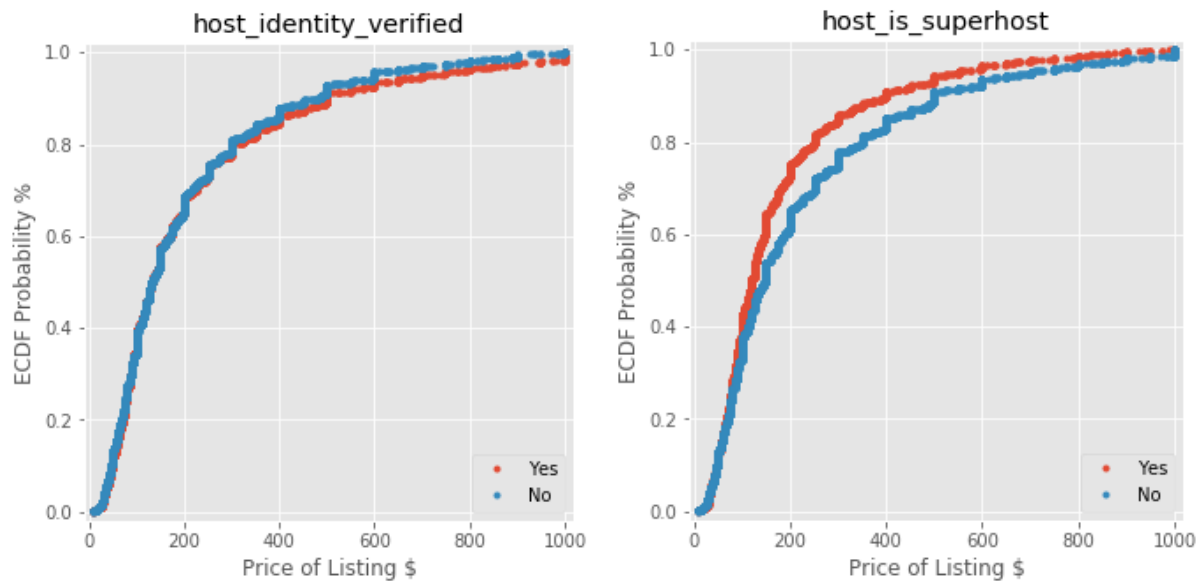 host_identity_verified
ECDF Probability %
1.0
0.8
0.6
0.4
0.2
0.0
Yes
No
0 200 400 600 800 1000
Price of Listing $
host_is_superhost
ECDF Probability %
1.0
0.8
0.6
0.4
0.2
0.0
Yes
No
0 200 400 600 800 1000
Price of Listing $